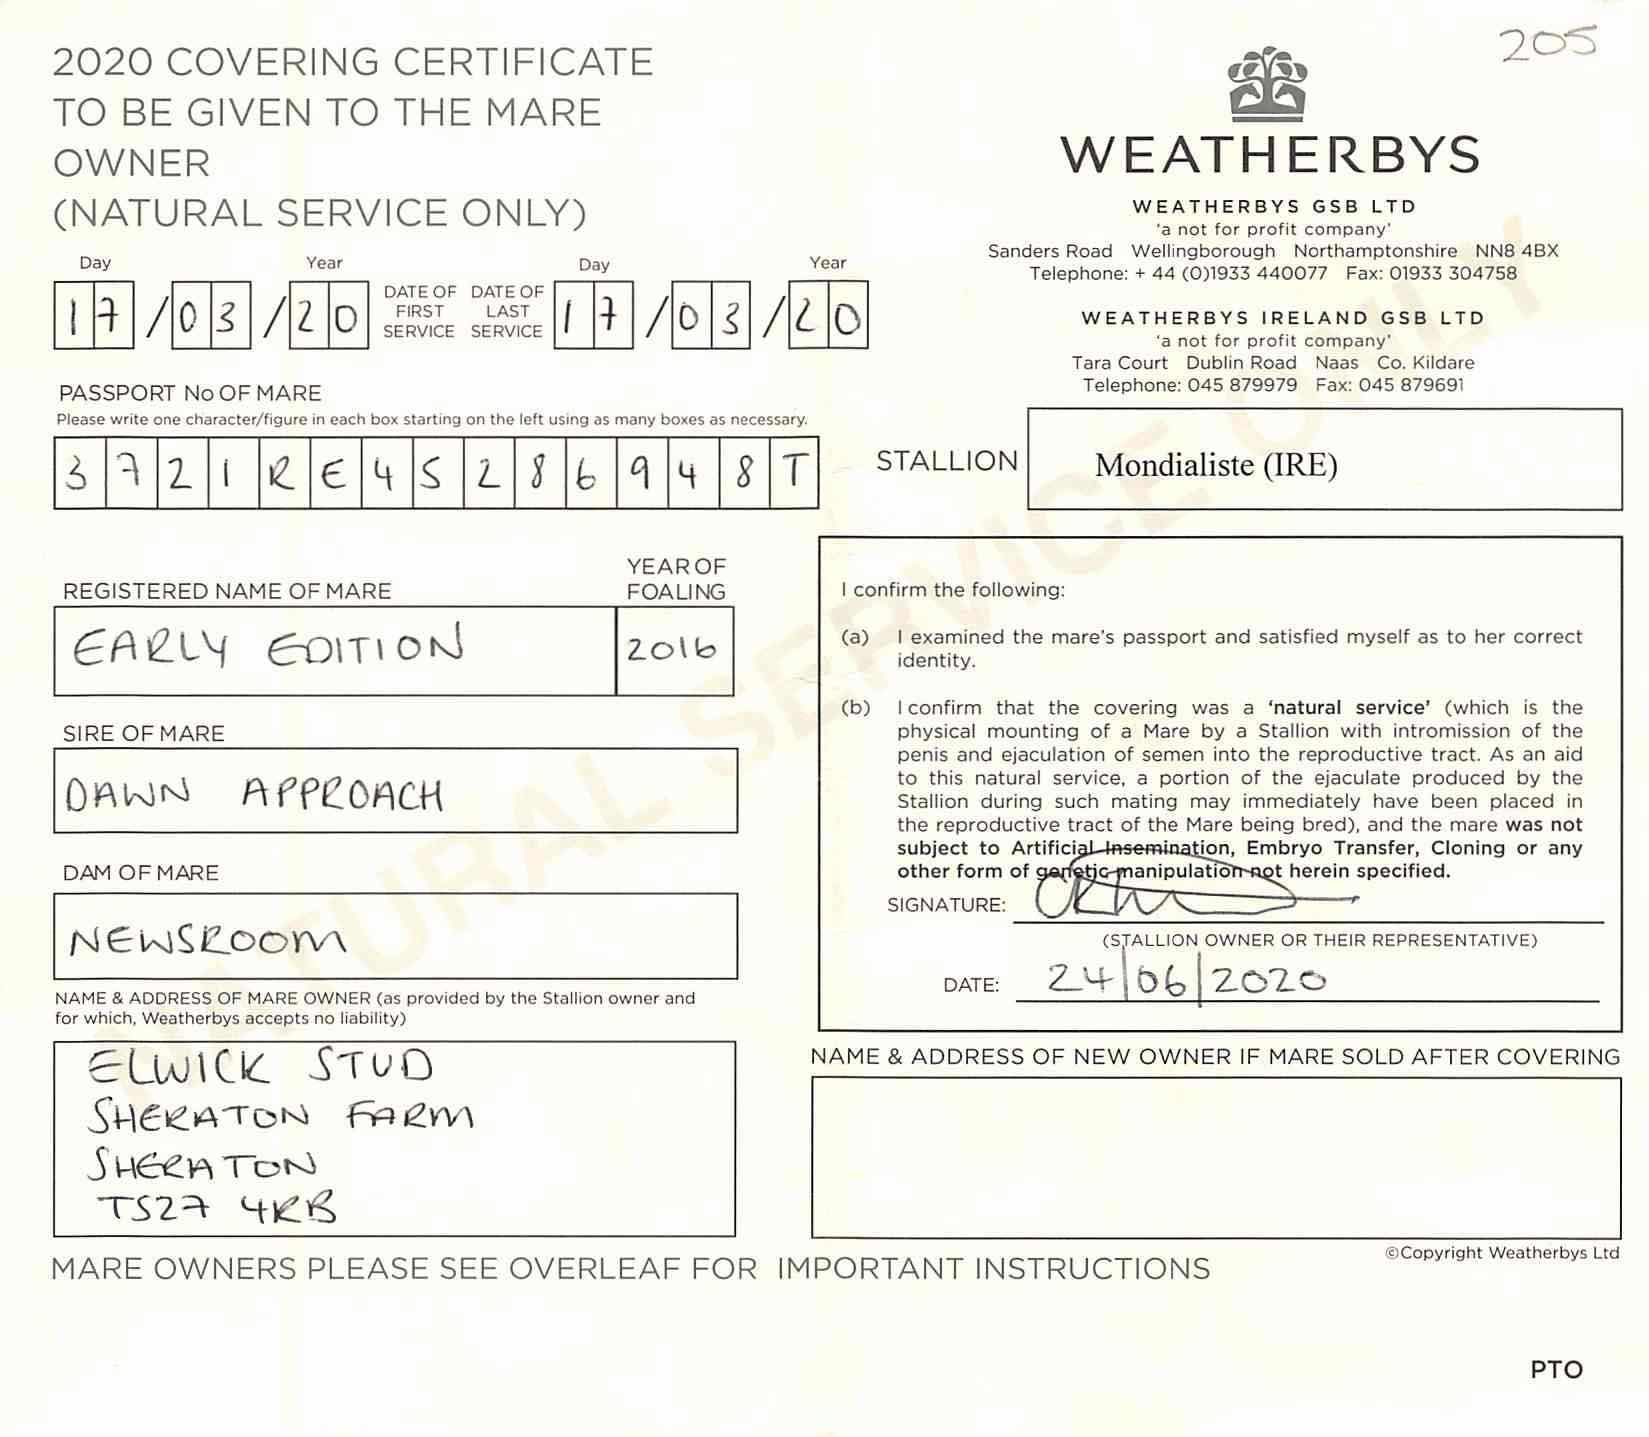 205
2020 COVERING CERTIFICATE
TO BE GIVEN TO THE MARE
OWNER
(NATURAL SERVICE ONLY)
WEATHERBYS
WEATHERBYS GSB LTD
'a not for profit company'
Sanders Road Wellingborough Northamptonshire NN8 4BX
Telephone: + 44 (0)1933 440077 Fax: 01933 304758
WEATHERBYS IRELAND GSB LTD
'a not for profit company'
Tara Court Dublin Road Naas Co. Kildare
Telephone: 045 879979 Fax: 045 879691
Day Year Day Year
17/03/20 DATE OF FIRST SERVICE DATE OF LAST SERVICE 17/03/20
PASSPORT No OF MARE
Please write one character/figure in each box starting on the left using as many boxes as necessary.
3721RE45286948T
STALLION Mondialiste (IRE)
REGISTERED NAME OF MARE YEAR OF FOALING
EARLY EDITION 2016
SIRE OF MARE
DAWN APPROACH
DAM OF MARE
NEWSROOM
NAME & ADDRESS OF MARE OWNER (as provided by the Stallion owner and
for which, Weatherbys accepts no liability)
ELWICK STUD
SHERATON FARM
SHERATON
TS27 4RB
I confirm the following:
(a) I examined the mare's passport and satisfied myself as to her correct
identity.
(b) I confirm that the covering was a 'natural service' (which is the
physical mounting of a Mare by a Stallion with intromission of the
penis and ejaculation of semen into the reproductive tract. As an aid
to this natural service, a portion of the ejaculate produced by the
Stallion during such mating may immediately have been placed in
the reproductive tract of the Mare being bred), and the mare was not
subject to Artificial Insemination, Embryo Transfer, Cloning or any
other form of genetic manipulation not herein specified.
SIGNATURE:
(STALLION OWNER OR THEIR REPRESENTATIVE)
DATE: 24/06/2020
NAME & ADDRESS OF NEW OWNER IF MARE SOLD AFTER COVERING
©Copyright Weatherbys Ltd
MARE OWNERS PLEASE SEE OVERLEAF FOR IMPORTANT INSTRUCTIONS
PTO
NATURAL SERVICE ONLY